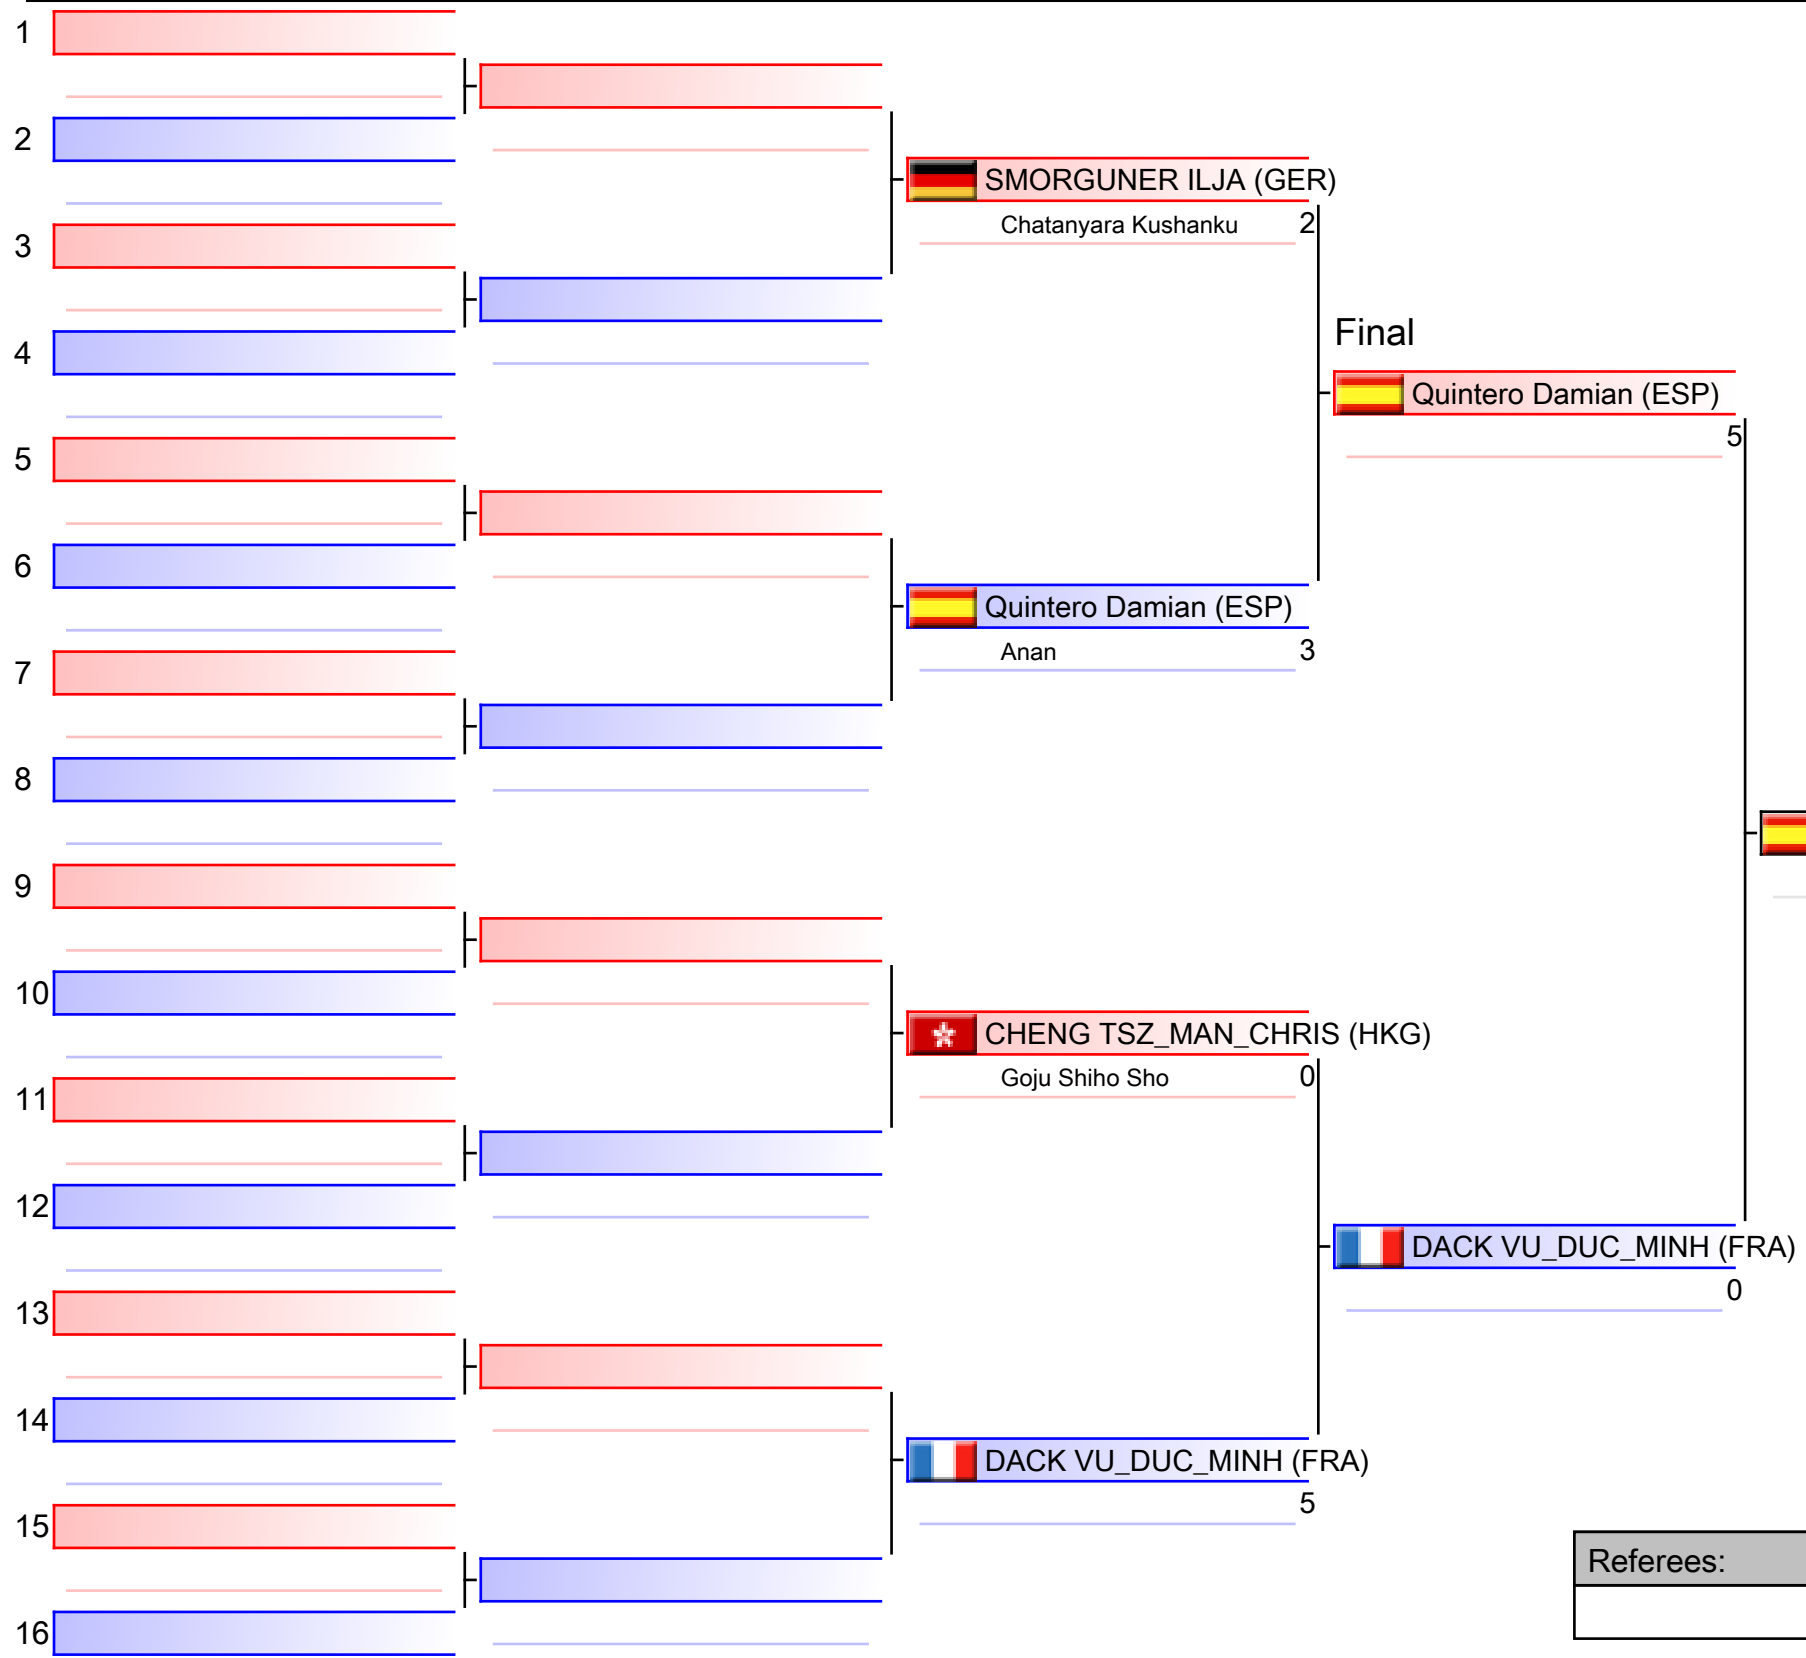 1
2
SMORGUNER ILJA (GER)
Chatanyara Kushanku 2
3
Final
4
Quintero Damian (ESP)
5
5
6
Quintero Damian (ESP)
Anan 3
7
8
9
10
CHENG TSZ_MAN_CHRIS (HKG)
Goju Shiho Sho 0
11
12
DACK VU_DUC_MINH (FRA)
0
13
14
DACK VU_DUC_MINH (FRA)
5
15
Referees:
16